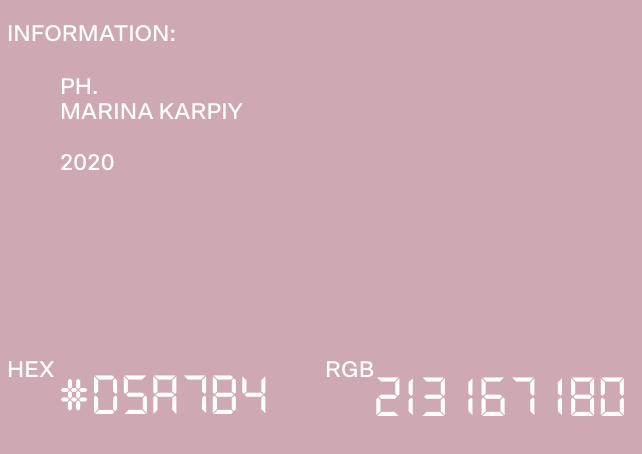 INFORMATION:
PH.
MARINA KARPIY
2020
HEX #D5A7B4 RGB 213 167 180